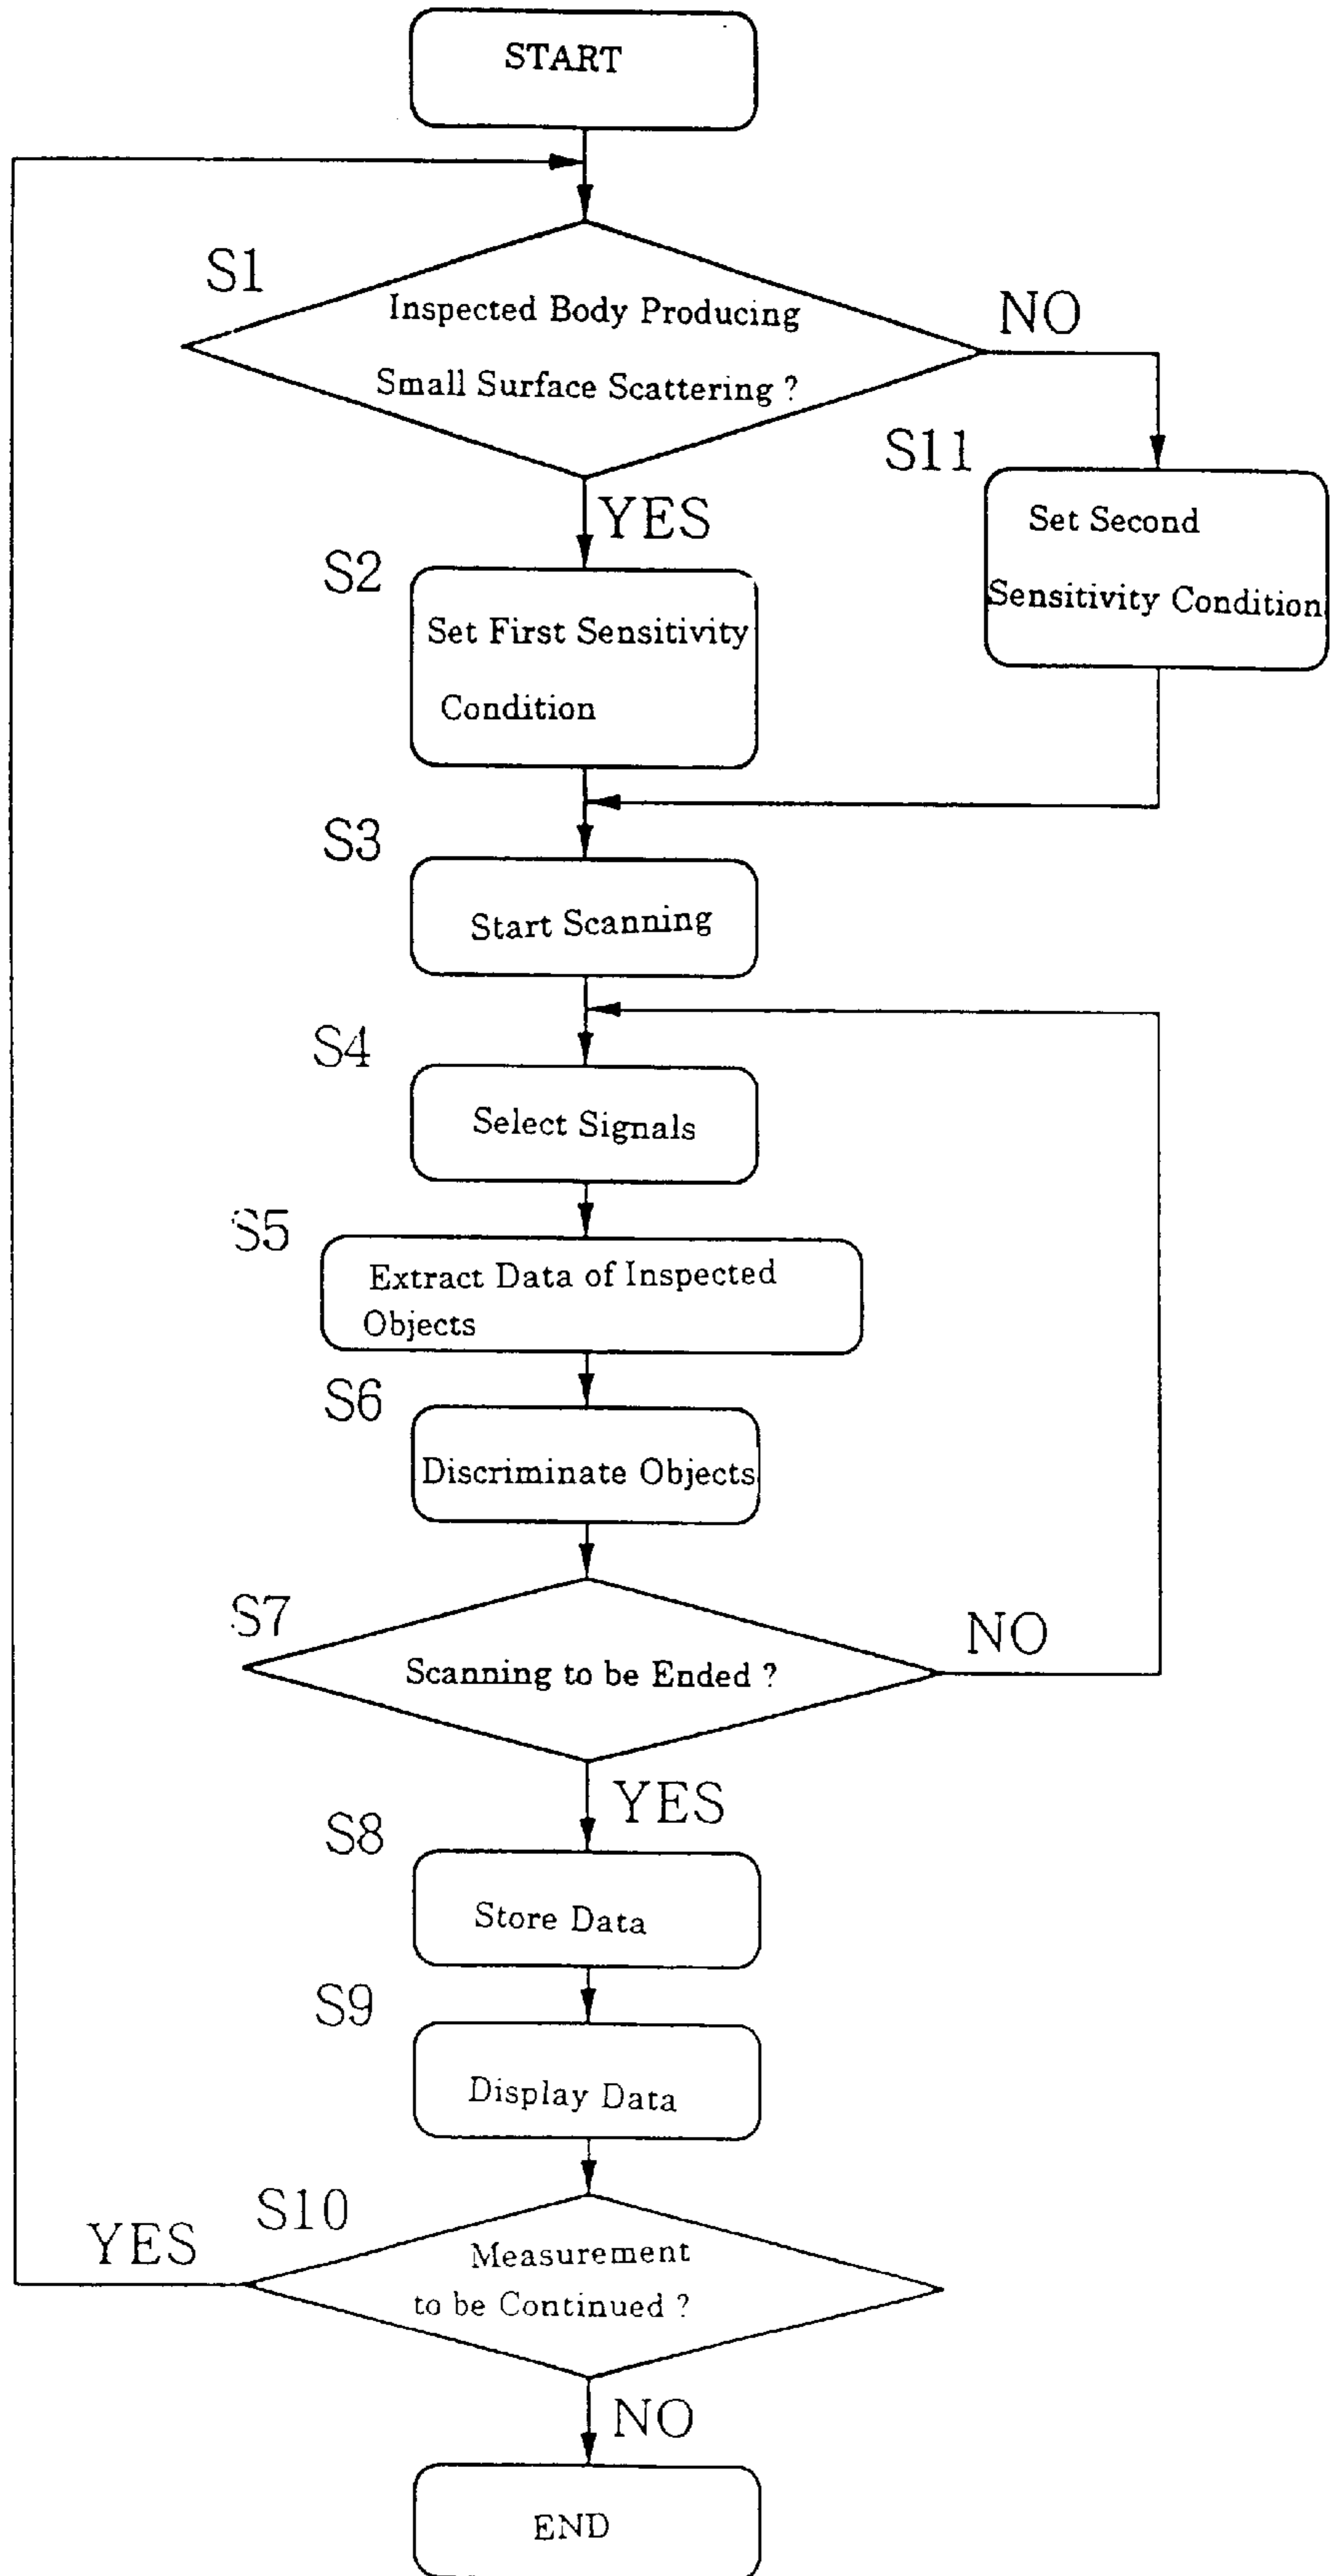 START
S1
Inspected Body Producing
Small Surface Scattering ?
NO
S11
Set Second
Sensitivity Condition
YES
S2
Set First Sensitivity
Condition
S3
Start Scanning
S4
Select Signals
S5
Extract Data of Inspected
Objects
S6
Discriminate Objects
S7
Scanning to be Ended ?
NO
YES
S8
Store Data
S9
Display Data
S10
YES
Measurement
to be Continued ?
NO
END